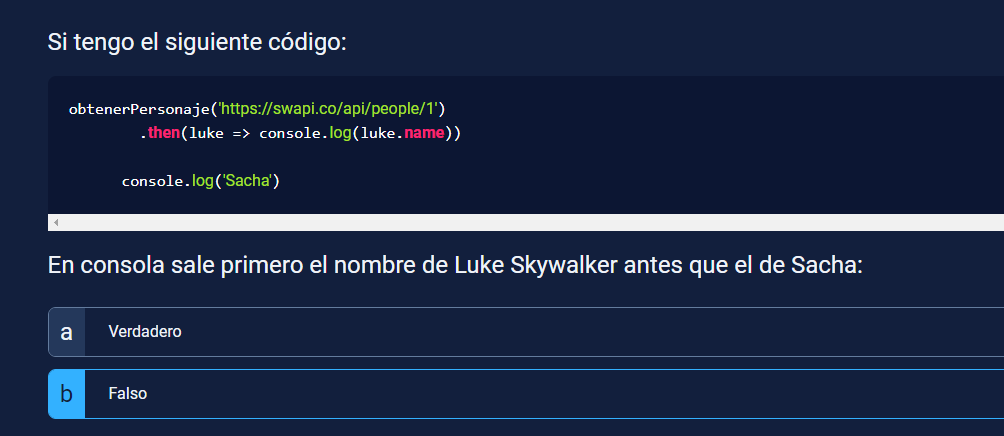 Si tengo el siguiente código:
obtenerPersonaje('https://swapi.co/api/people/1')
.then(luke => console.log(luke.name))
console.log('Sacha')
En consola sale primero el nombre de Luke Skywalker antes que el de Sacha:
a Verdadero
b Falso